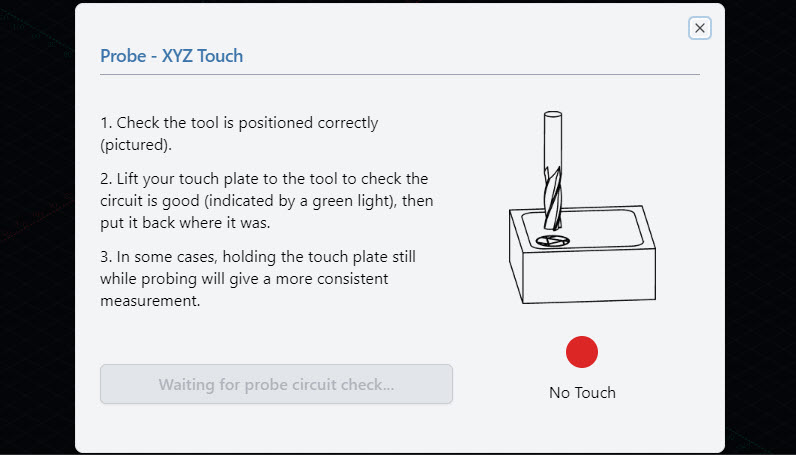 Probe - XYZ Touch
1. Check the tool is positioned correctly
(pictured).
2. Lift your touch plate to the tool to check the
circuit is good (indicated by a green light), then
put it back where it was.
3. In some cases, holding the touch plate still
while probing will give a more consistent
measurement.
Waiting for probe circuit check...
No Touch